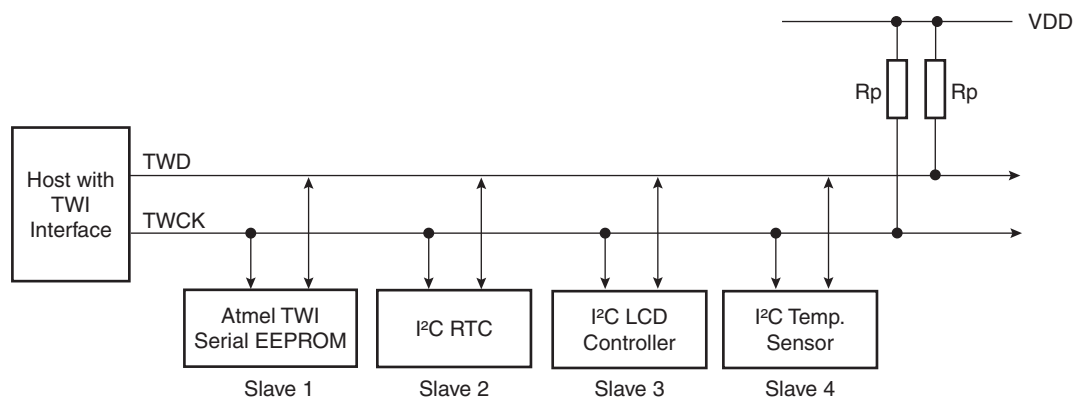 VDD
Rp
Rp
Host with
TWI
Interface
TWD
TWCK
Atmel TWI
Serial EEPROM
Slave 1
I²C RTC
Slave 2
I²C LCD
Controller
Slave 3
I²C Temp.
Sensor
Slave 4